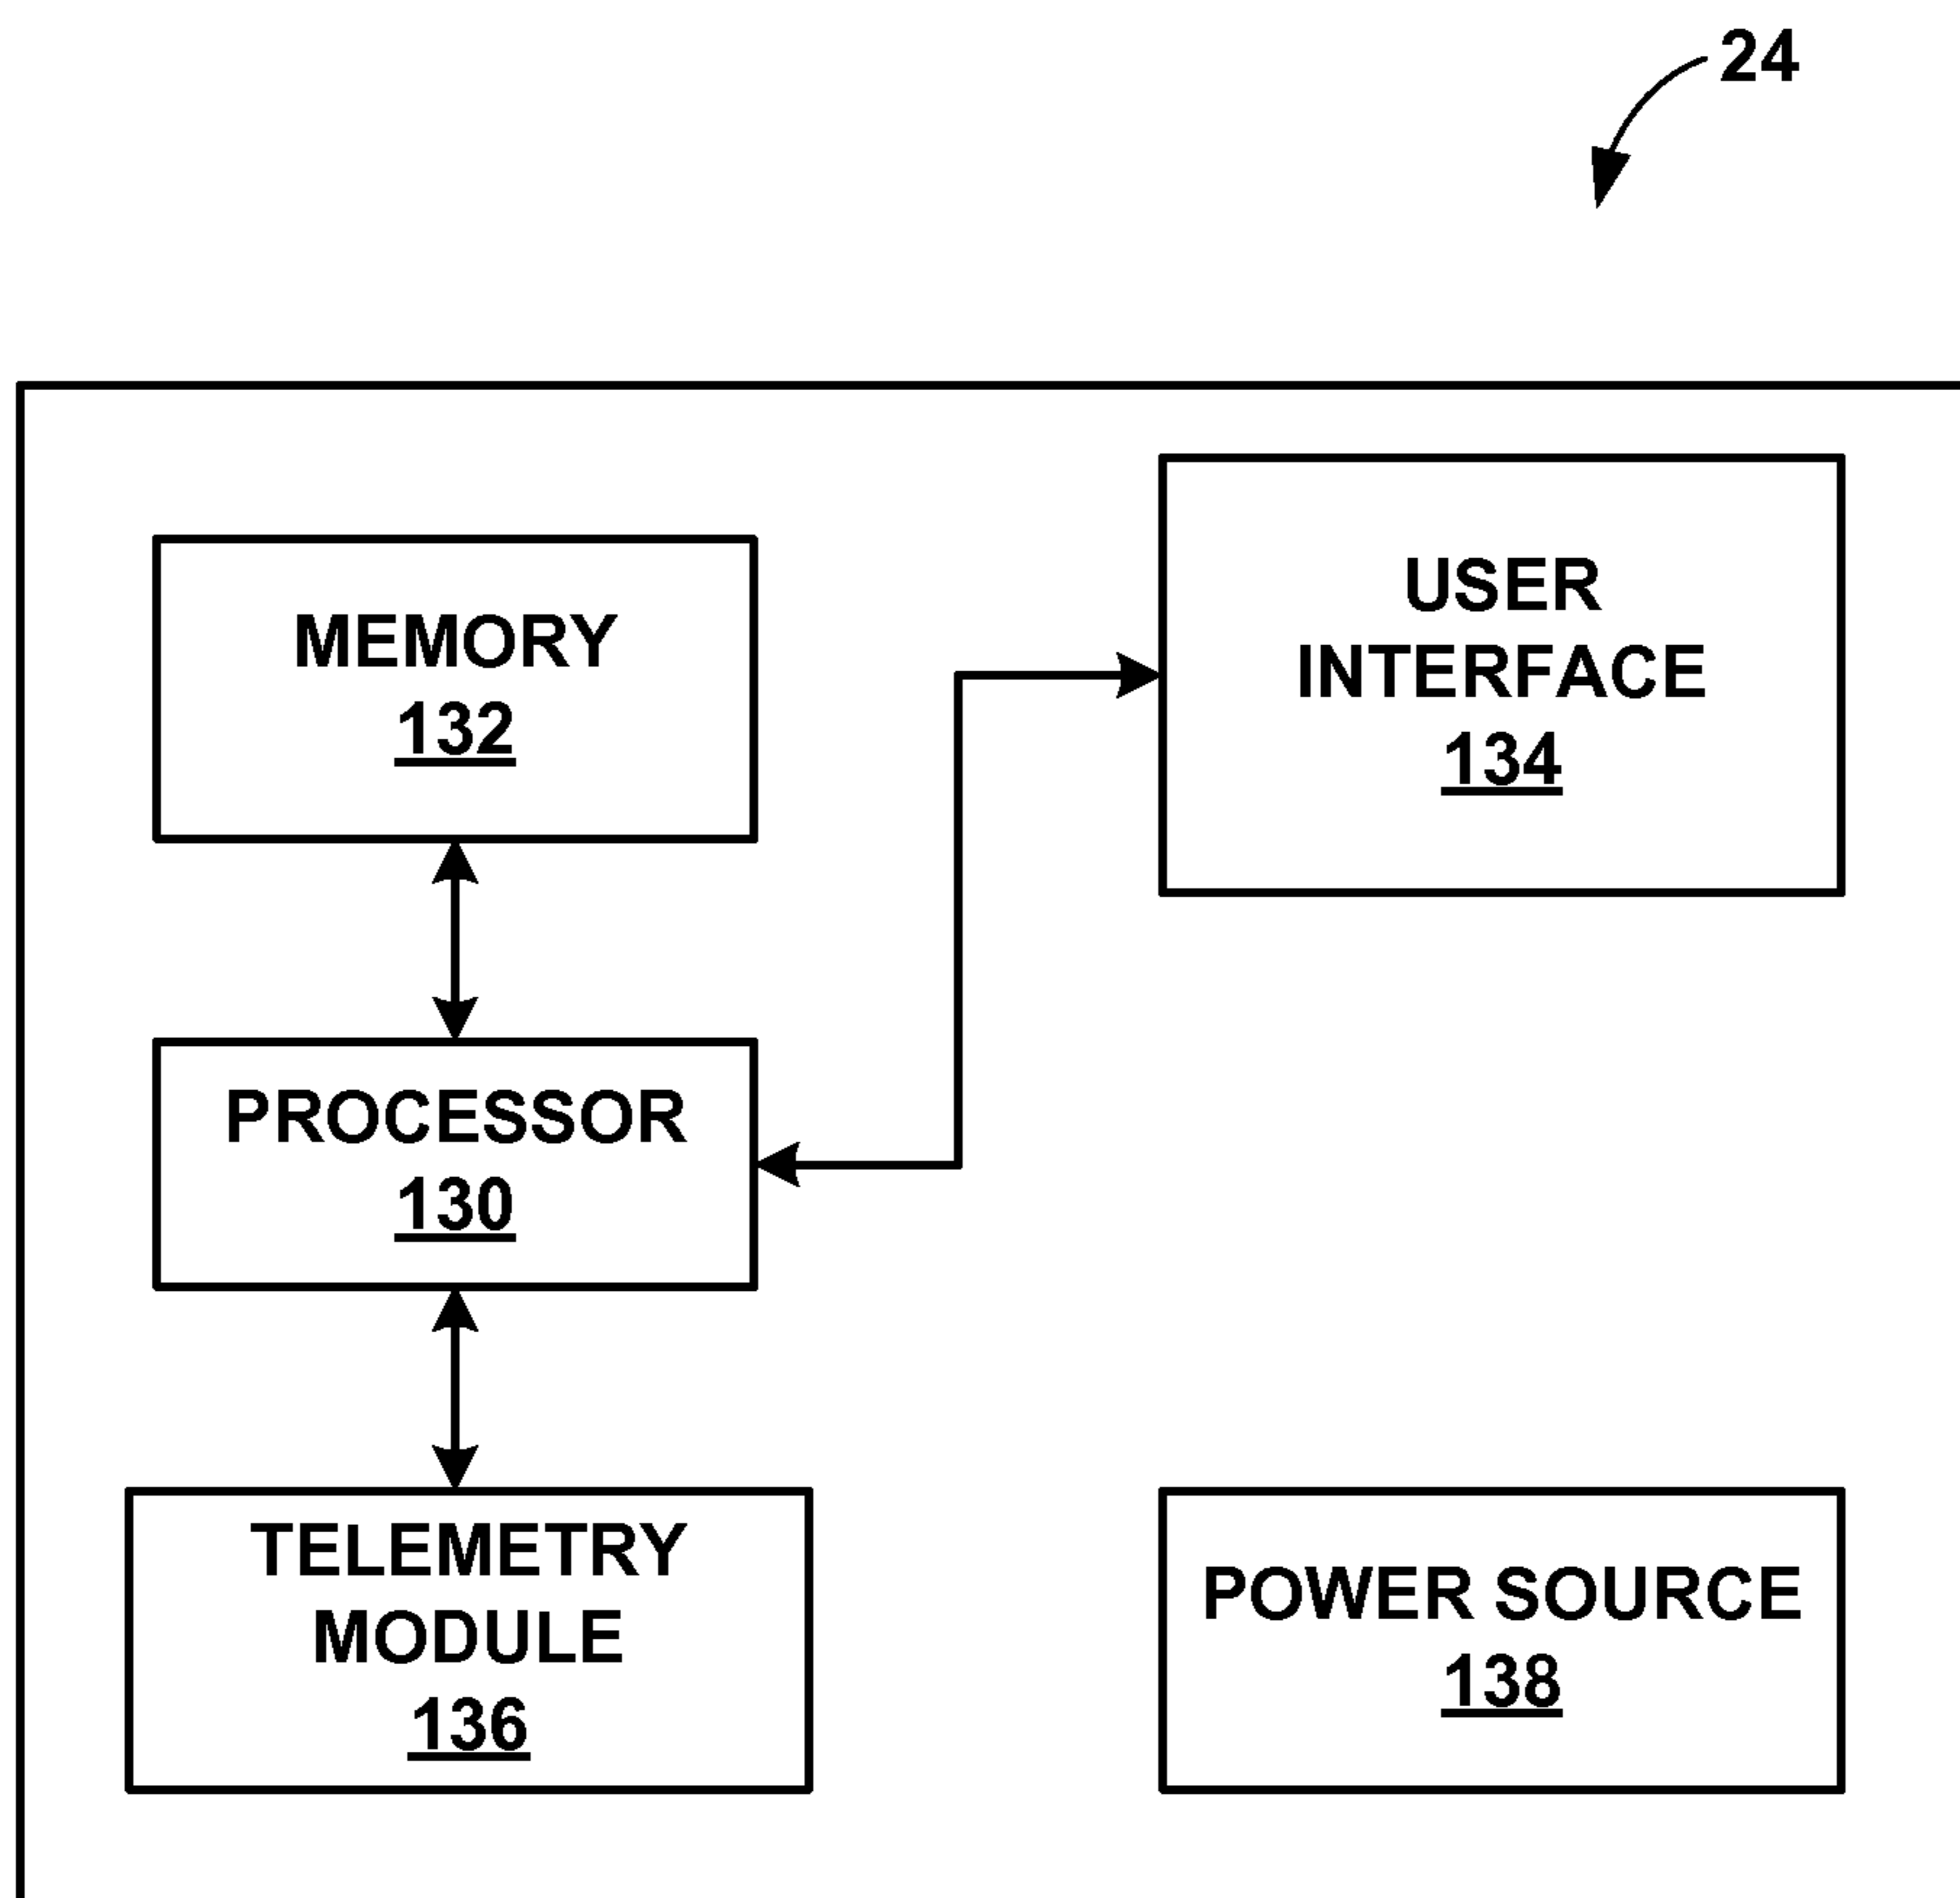 24
MEMORY
132
USER
INTERFACE
134
PROCESSOR
130
TELEMETRY
MODULE
136
POWER SOURCE
138